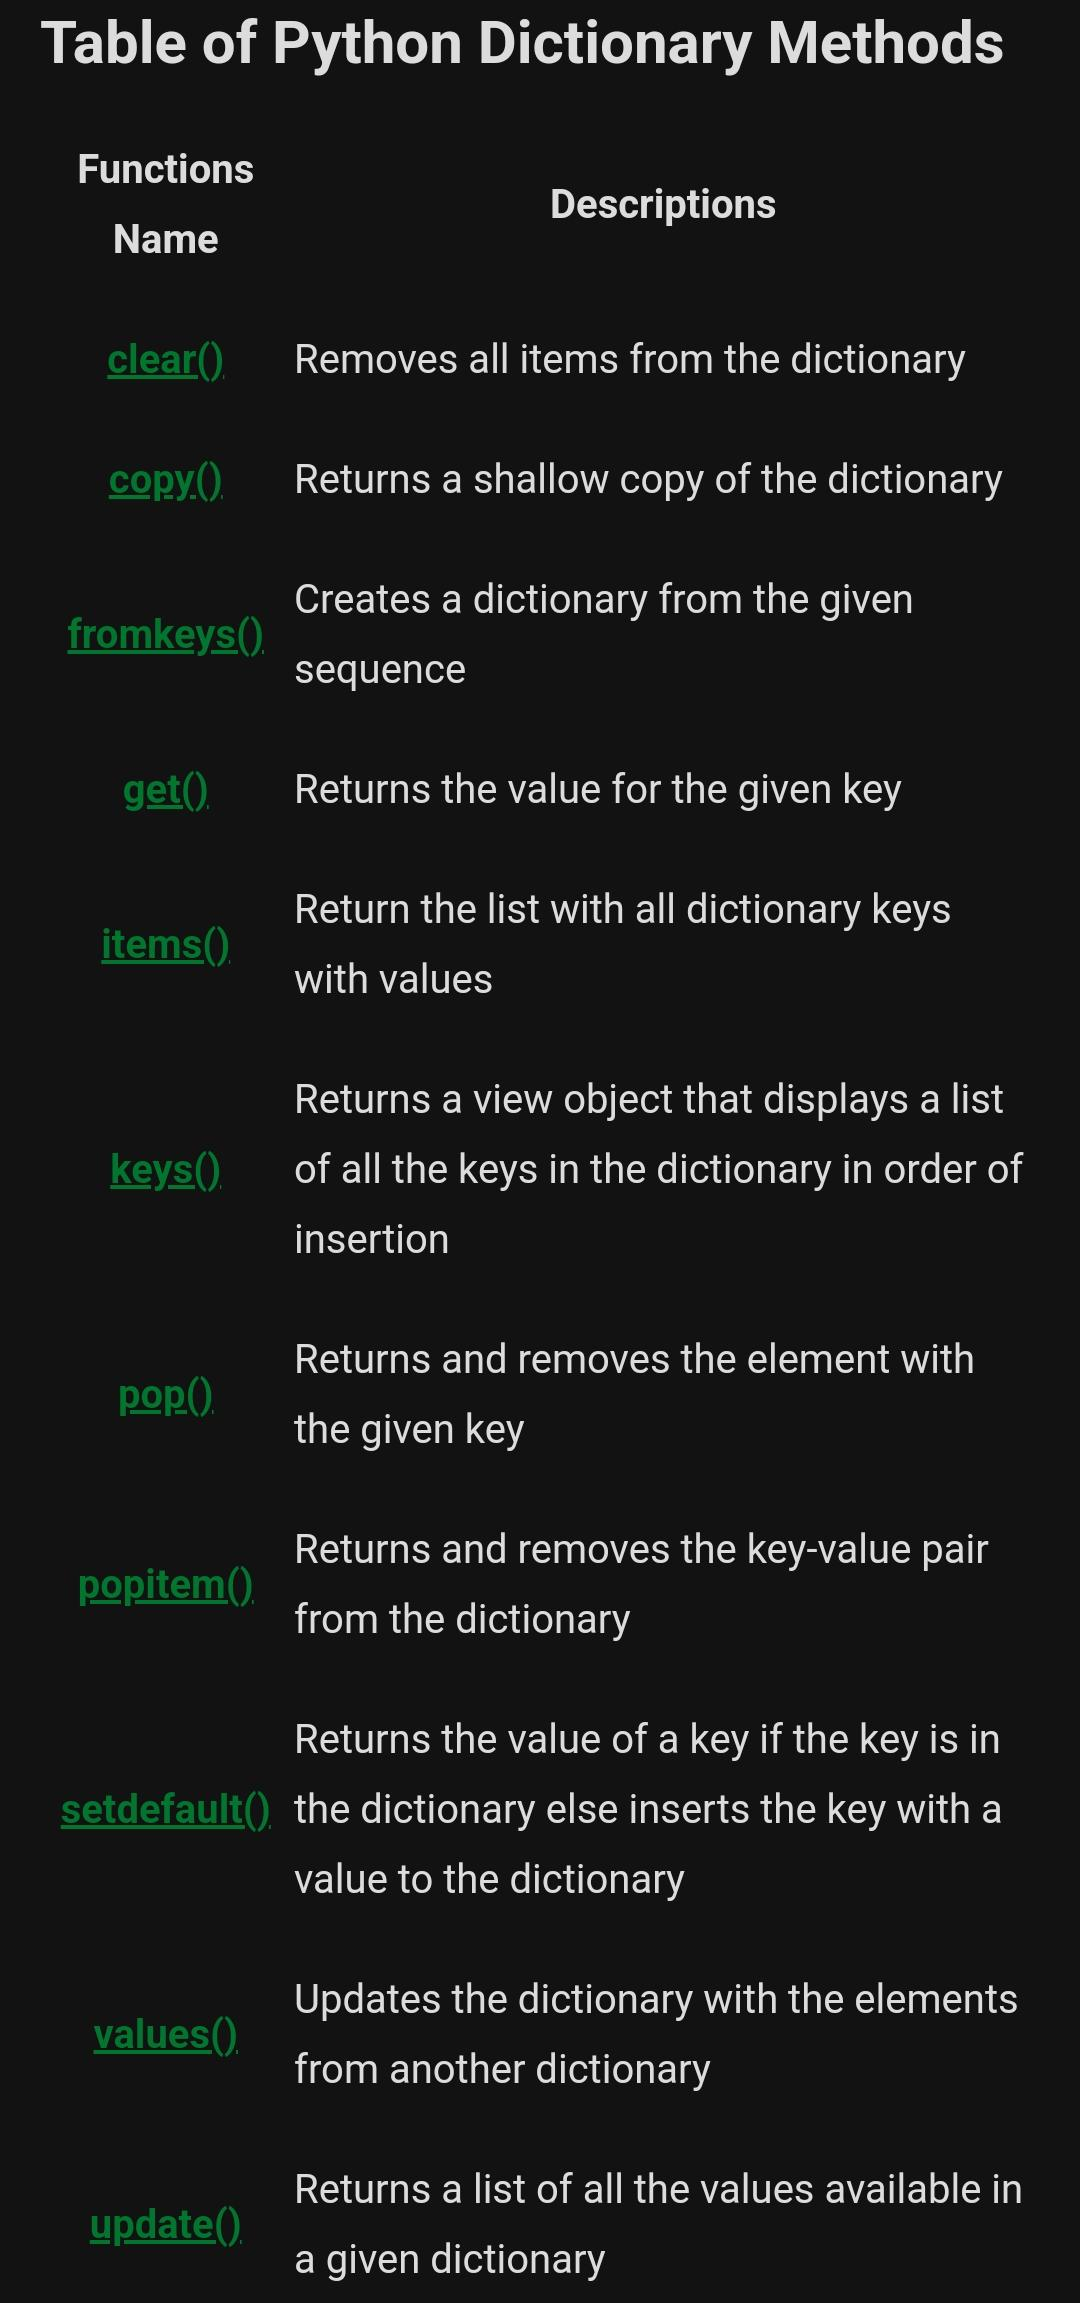 Table of Python Dictionary Methods
Functions
Name
Descriptions
clear()
Removes all items from the dictionary
copy()
Returns a shallow copy of the dictionary
fromkeys()
Creates a dictionary from the given
sequence
get()
Returns the value for the given key
items()
Return the list with all dictionary keys
with values
keys()
Returns a view object that displays a list
of all the keys in the dictionary in order of
insertion
pop()
Returns and removes the element with
the given key
popitem()
Returns and removes the key-value pair
from the dictionary
setdefault()
Returns the value of a key if the key is in
the dictionary else inserts the key with a
value to the dictionary
values()
Updates the dictionary with the elements
from another dictionary
update()
Returns a list of all the values available in
a given dictionary